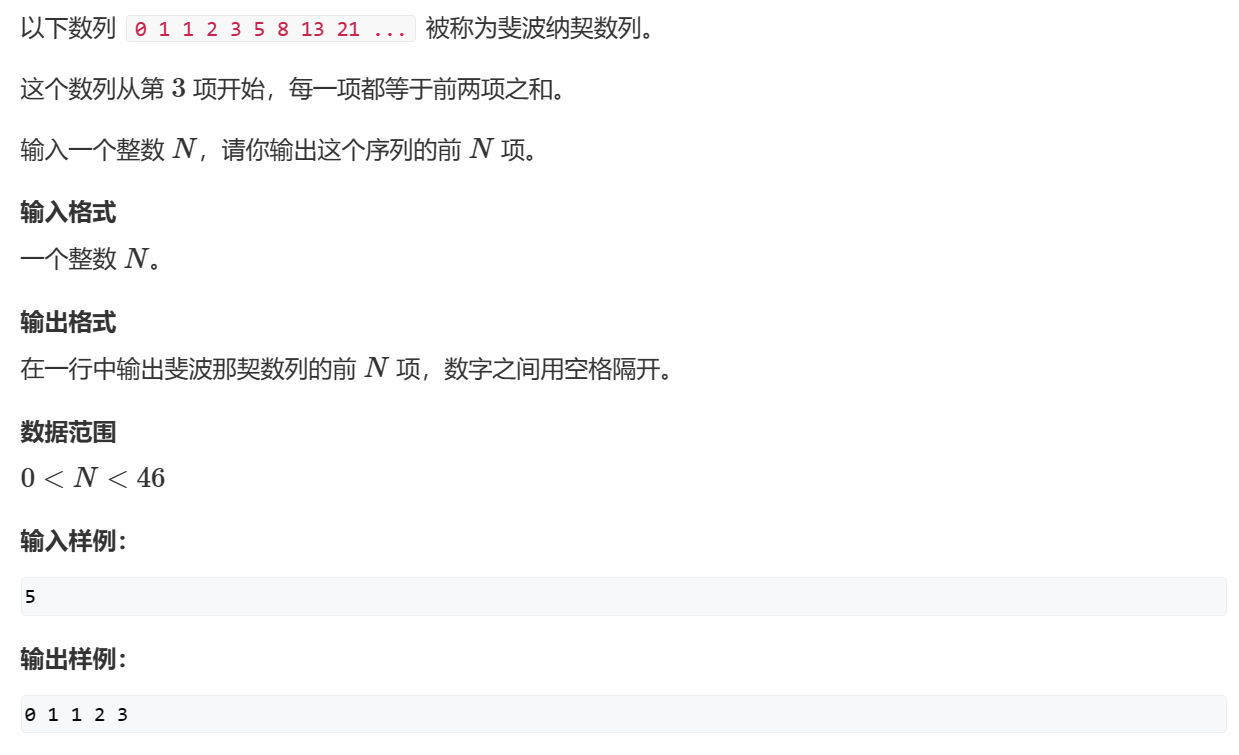 以下数列 0 1 1 2 3 5 8 13 21 ... 被称为斐波纳契数列。
这个数列从第 3 项开始，每一项都等于前两项之和。
输入一个整数 N，请你输出这个序列的前 N 项。
输入格式
一个整数 N。
输出格式
在一行中输出斐波那契数列的前 N 项，数字之间用空格隔开。
数据范围
0 < N < 46
输入样例：
5
输出样例：
0 1 1 2 3